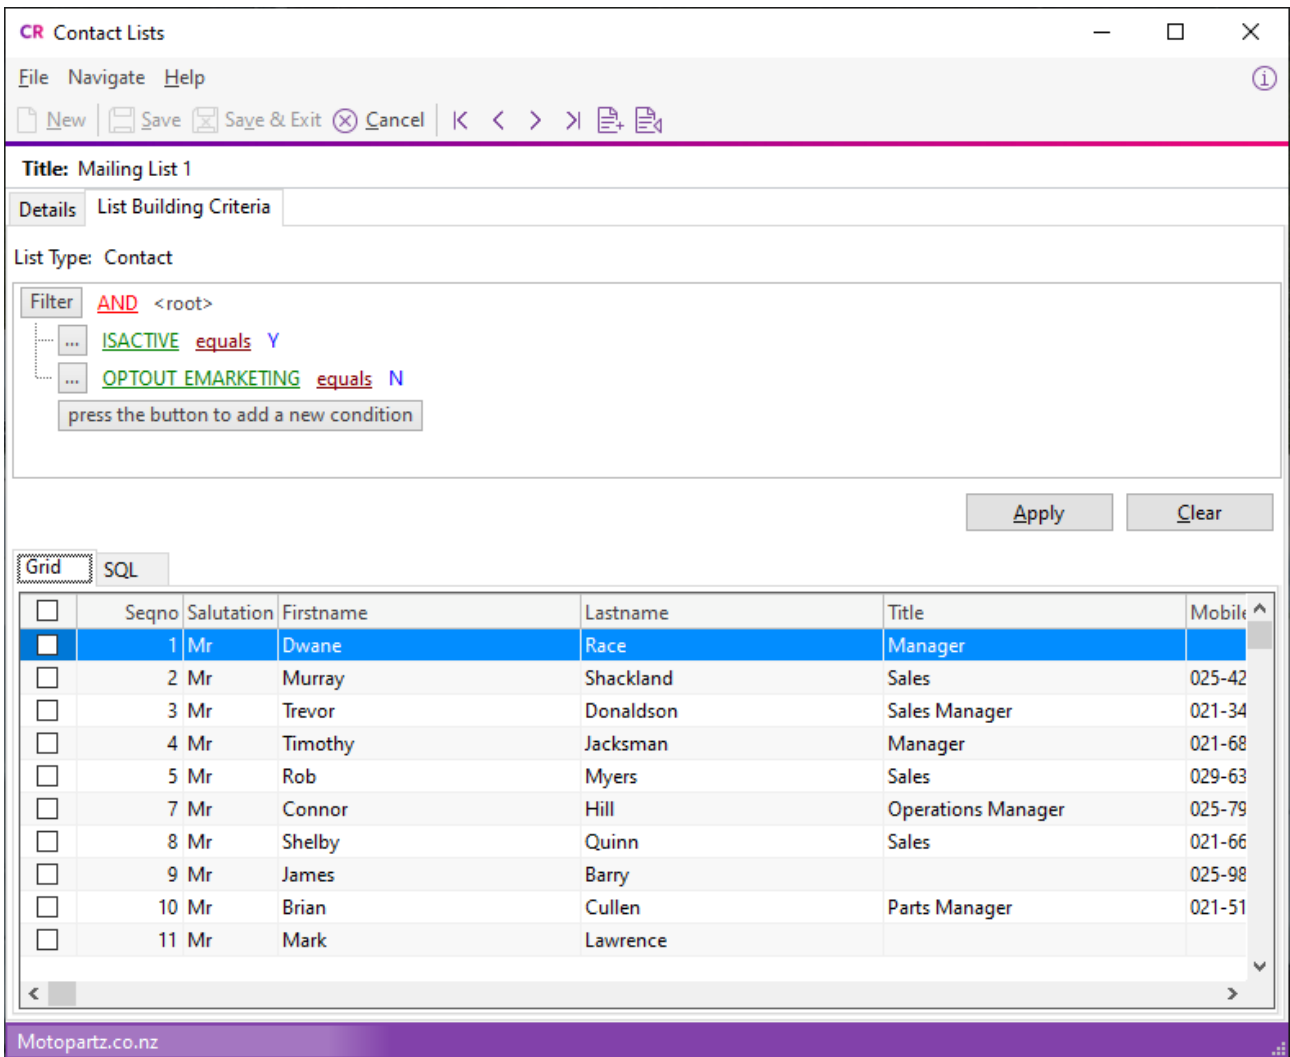 CR Contact Lists
File Navigate Help
New Save Save & Exit Cancel
Title: Mailing List 1
Details List Building Criteria
List Type: Contact
Filter AND <root>
... ISACTIVE equals Y
... OPTOUT EMARKETING equals N
press the button to add a new condition
Apply Clear
Grid SQL
Seqno Salutation Firstname Lastname Title Mobile
1 Mr Dwane Race Manager
2 Mr Murray Shackland Sales 025-42
3 Mr Trevor Donaldson Sales Manager 021-34
4 Mr Timothy Jacksman Manager 021-68
5 Mr Rob Myers Sales 029-63
7 Mr Connor Hill Operations Manager 025-79
8 Mr Shelby Quinn Sales 021-66
9 Mr James Barry 025-98
10 Mr Brian Cullen Parts Manager 021-51
11 Mr Mark Lawrence
Motopartz.co.nz